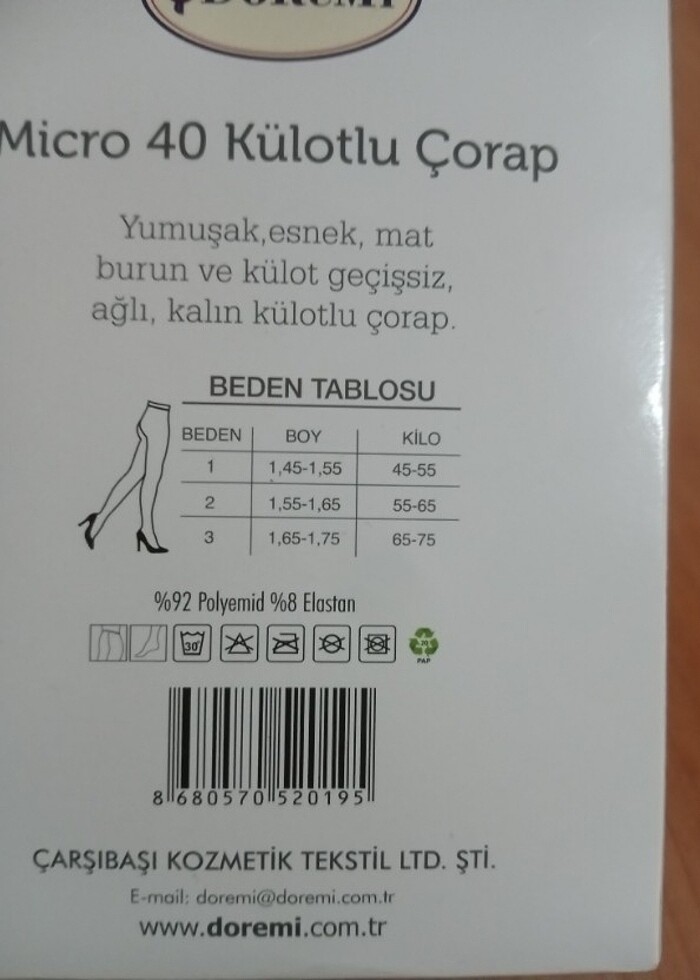 DOREMI
Micro 40 Külotlu Çorap
Yumuşak,esnek, mat
burun ve külot geçişsiz,
ağlı, kalın külotlu çorap.
BEDEN TABLOSU
BEDEN BOY KİLO
1 1,45-1,55 45-55
2 1,55-1,65 55-65
3 1,65-1,75 65-75
%92 Polyemid %8 Elastan
30°
20
PAP
8 680570 520195
ÇARŞIBAŞI KOZMETİK TEKSTİL LTD. ŞTİ.
E-mail: doremi@doremi.com.tr
www.doremi.com.tr